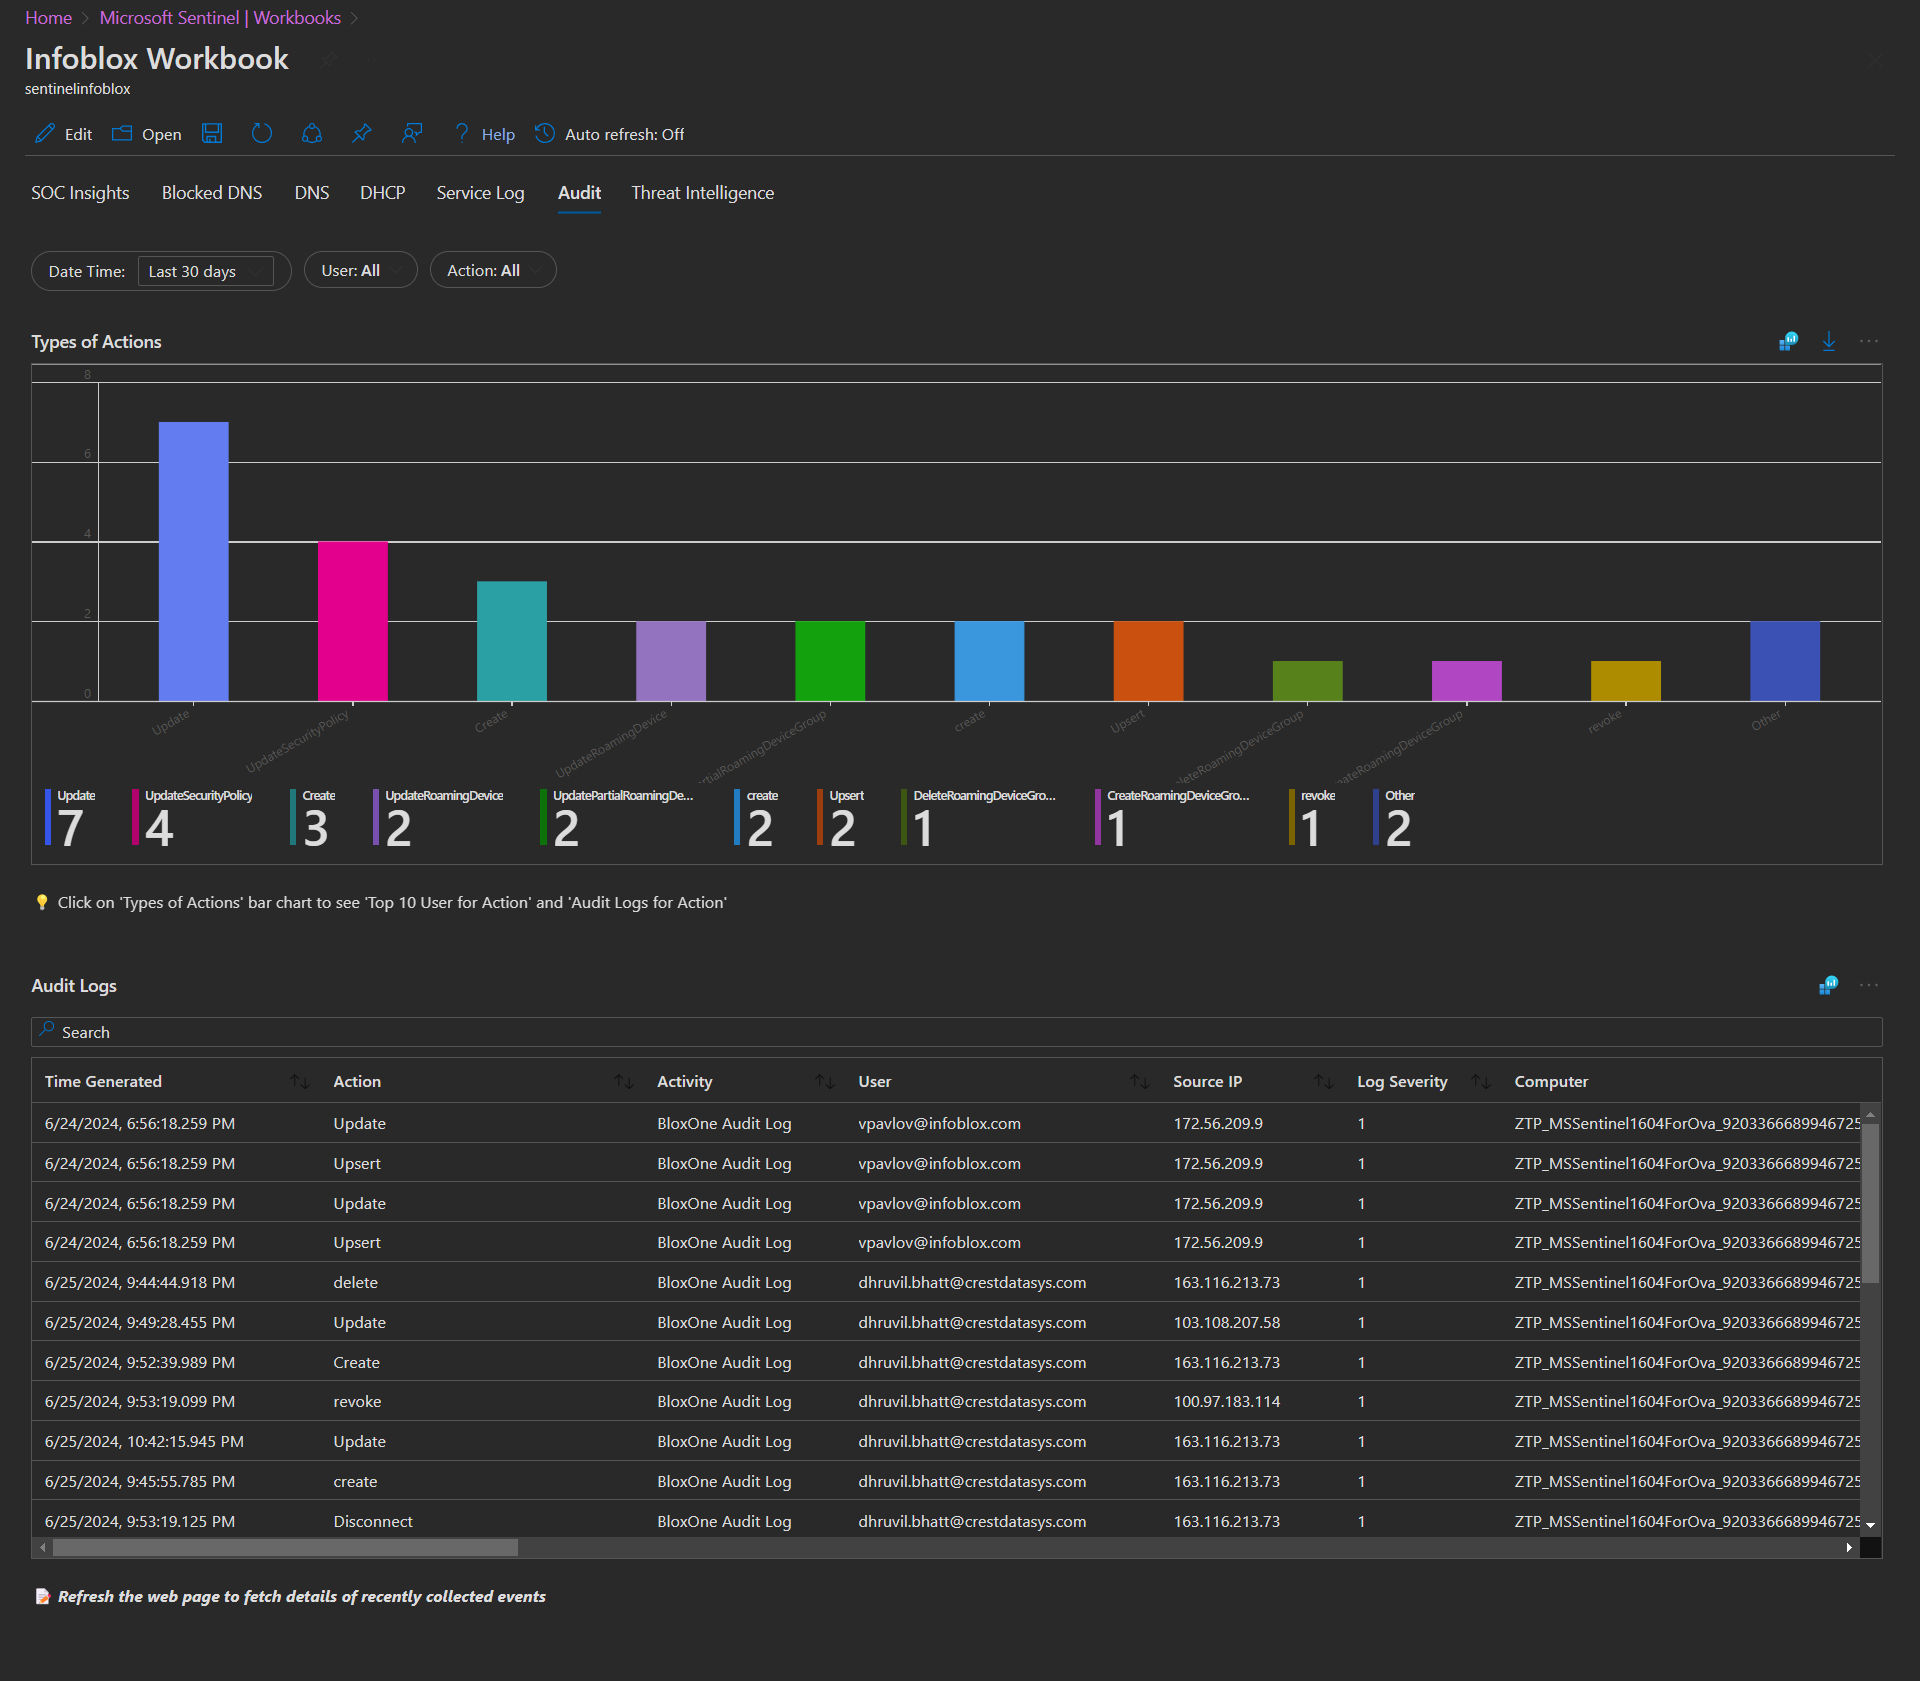 Home > Microsoft Sentinel | Workbooks >
Infoblox Workbook
sentinelinfoblox
Edit Open Help Auto refresh: Off
SOC Insights Blocked DNS DNS DHCP Service Log Audit Threat Intelligence
Date Time: Last 30 days User: All Action: All
Types of Actions
8
6
4
2
0
Update UpdateSecurityPolicy Create UpdateRoamingDevice rtialRoamingDeviceGroup create Upsert leteRoamingDeviceGroup eateRoamingDeviceGroup revoke Other
Update UpdateSecurityPolicy Create UpdateRoamingDevice UpdatePartialRoamingDe... create Upsert DeleteRoamingDeviceGro... CreateRoamingDeviceGro... revoke Other
7 4 3 2 2 2 2 1 1 1 2
Click on 'Types of Actions' bar chart to see 'Top 10 User for Action' and 'Audit Logs for Action'
Audit Logs
Search
Time Generated Action Activity User Source IP Log Severity Computer
6/24/2024, 6:56:18.259 PM Update BloxOne Audit Log vpavlov@infoblox.com 172.56.209.9 1 ZTP_MSSentinel1604ForOva_9203366689946725
6/24/2024, 6:56:18.259 PM Upsert BloxOne Audit Log vpavlov@infoblox.com 172.56.209.9 1 ZTP_MSSentinel1604ForOva_9203366689946725
6/24/2024, 6:56:18.259 PM Update BloxOne Audit Log vpavlov@infoblox.com 172.56.209.9 1 ZTP_MSSentinel1604ForOva_9203366689946725
6/24/2024, 6:56:18.259 PM Upsert BloxOne Audit Log vpavlov@infoblox.com 172.56.209.9 1 ZTP_MSSentinel1604ForOva_9203366689946725
6/25/2024, 9:44:44.918 PM delete BloxOne Audit Log dhruvil.bhatt@crestdatasys.com 163.116.213.73 1 ZTP_MSSentinel1604ForOva_9203366689946725
6/25/2024, 9:49:28.455 PM Update BloxOne Audit Log dhruvil.bhatt@crestdatasys.com 103.108.207.58 1 ZTP_MSSentinel1604ForOva_9203366689946725
6/25/2024, 9:52:39.989 PM Create BloxOne Audit Log dhruvil.bhatt@crestdatasys.com 163.116.213.73 1 ZTP_MSSentinel1604ForOva_9203366689946725
6/25/2024, 9:53:19.099 PM revoke BloxOne Audit Log dhruvil.bhatt@crestdatasys.com 100.97.183.114 1 ZTP_MSSentinel1604ForOva_9203366689946725
6/25/2024, 10:42:15.945 PM Update BloxOne Audit Log dhruvil.bhatt@crestdatasys.com 163.116.213.73 1 ZTP_MSSentinel1604ForOva_9203366689946725
6/25/2024, 9:45:55.785 PM create BloxOne Audit Log dhruvil.bhatt@crestdatasys.com 163.116.213.73 1 ZTP_MSSentinel1604ForOva_9203366689946725
6/25/2024, 9:53:19.125 PM Disconnect BloxOne Audit Log dhruvil.bhatt@crestdatasys.com 163.116.213.73 1 ZTP_MSSentinel1604ForOva_9203366689946725
Refresh the web page to fetch details of recently collected events